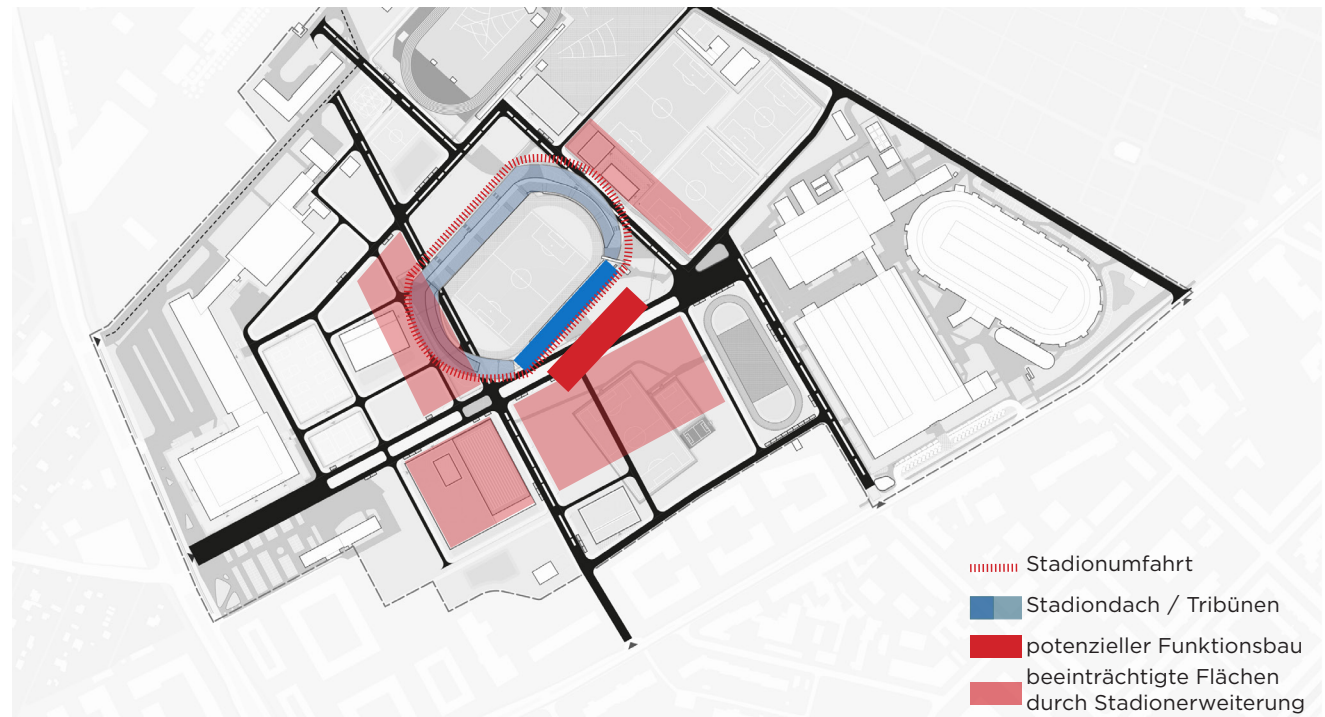 Stadionumfahrt
Stadiondach / Tribünen
potenzieller Funktionsbau
beeinträchtigte Flächen
durch Stadionerweiterung